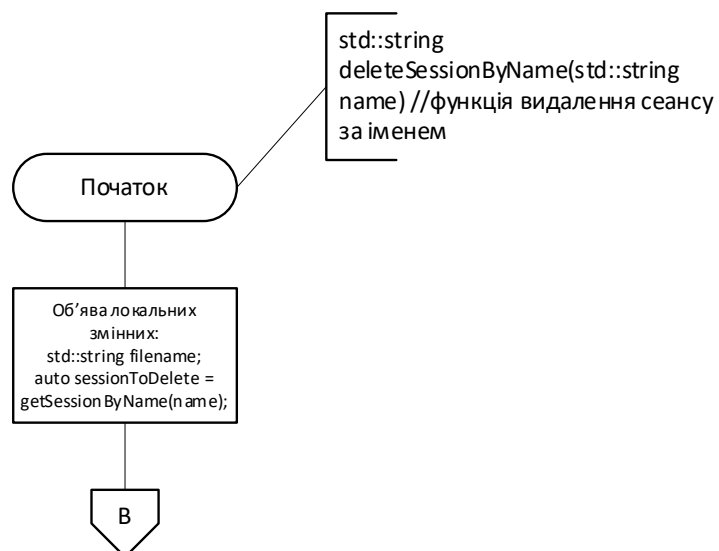 std::string
deleteSessionByName(std::string
name) //функція видалення сеансу
за іменем
Початок
Об’ява локальних
змінних:
std::string filename;
auto sessionToDelete =
getSessionByName(name);
В